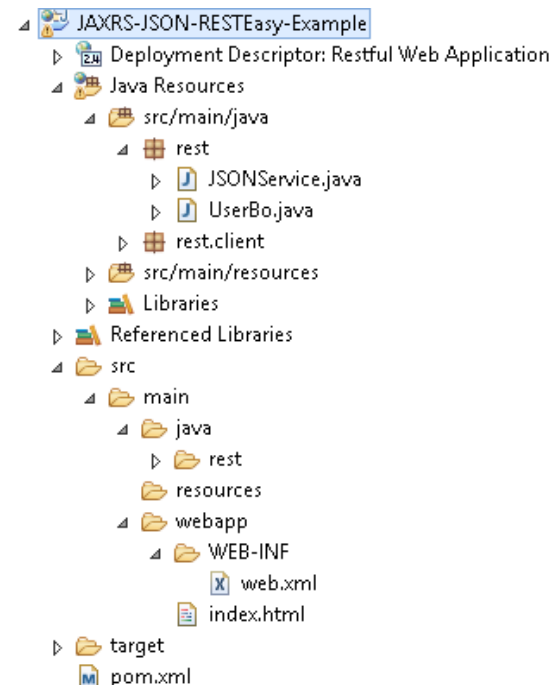 JAXRS-JSON-RESTEasy-Example
2.4 Deployment Descriptor: Restful Web Application
Java Resources
src/main/java
rest
J JSONService.java
J UserBo.java
rest.client
src/main/resources
Libraries
Referenced Libraries
src
main
java
rest
resources
webapp
WEB-INF
X web.xml
index.html
target
M pom.xml